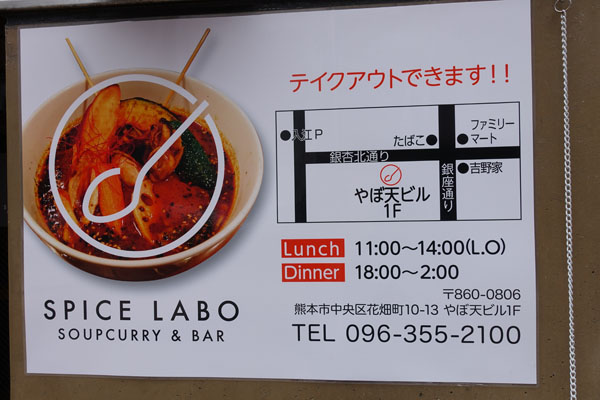 テイクアウトできます!!
入江P
たばこ
ファミリー
マート
銀杏北通り
吉野家
銀座通り
やぼ天ビル
1F
Lunch 11:00〜14:00(L.O)
Dinner 18:00〜2:00
〒860-0806
熊本市中央区花畑町10-13 やぼ天ビル1F
TEL 096-355-2100
SPICE LABO
SOUPCURRY & BAR